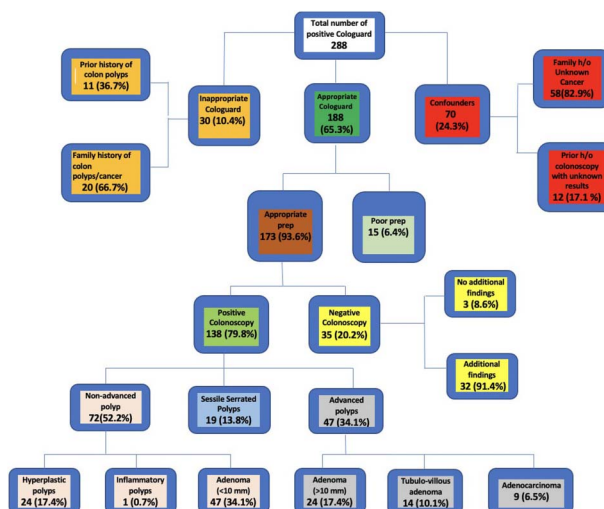 Total number of
positive Cologuard
288
Prior history of
colon polyps
11 (36.7%)
Inappropriate Cologuard
30 (10.4%)
Family history of
colon
polyps/cancer
20 (66.7%)
Appropriate
Cologuard
188
(65.3%)
Confounders
70
(24.3%)
Family h/o
Unknown
Cancer
58(82.9%)
Prior h/o
colonoscopy
with unknown
results
12 (17.1 %)
Appropriate
prep
173 (93.6%)
Poor prep
15 (6.4%)
Positive
Colonoscopy
138 (79.8%)
Negative
Colonoscopy
35 (20.2%)
No additional
findings
3 (8.6%)
Additional
findings
32 (91.4%)
Non-advanced
polyp
72(52.2%)
Sessile Serrated
Polyps
19 (13.8%)
Advanced
polyps
47 (34.1%)
Hyperplastic
polyps
24 (17.4%)
Inflammatory
polyps
1 (0.7%)
Adenoma
(<10 mm)
47 (34.1%)
Adenoma
(>10 mm)
24 (17.4%)
Tubulo-villous
adenoma
14 (10.1%)
Adenocarcinoma
9 (6.5%)